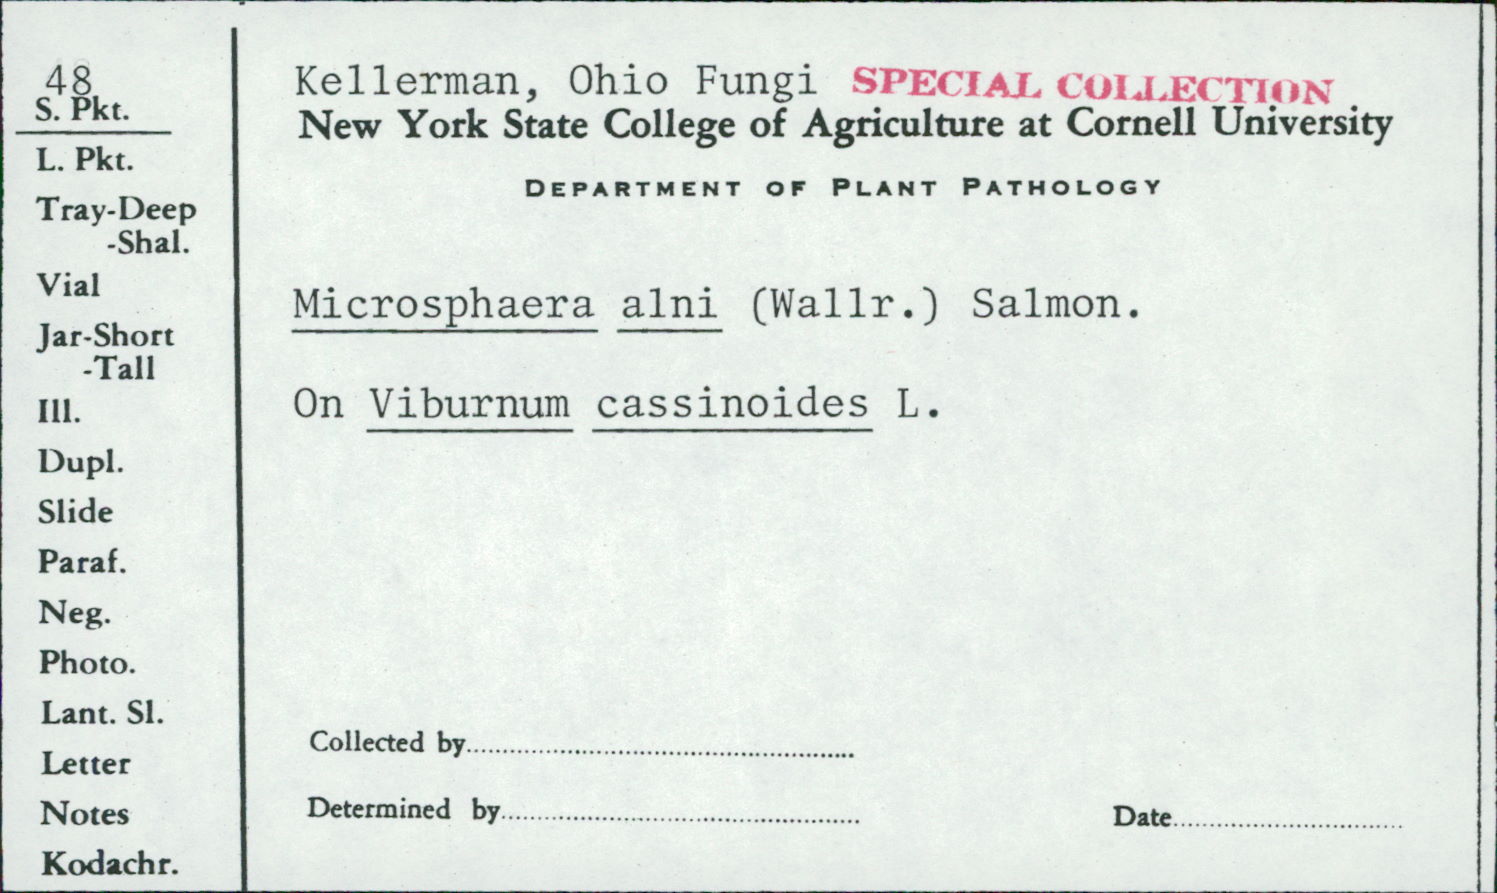 48
S. Pkt.
L. Pkt.
Tray-Deep
-Shal.
Vial
Jar-Short
-Tall
Ill.
Dupl.
Slide
Paraf.
Neg.
Photo.
Lant. Sl.
Letter
Notes
Kodachr.
Kellerman, Ohio Fungi SPECIAL COLLECTION
New York State College of Agriculture at Cornell University
DEPARTMENT OF PLANT PATHOLOGY
Microsphaera alni (Wallr.) Salmon.
On Viburnum cassinoides L.
Collected by
Determined by
Date